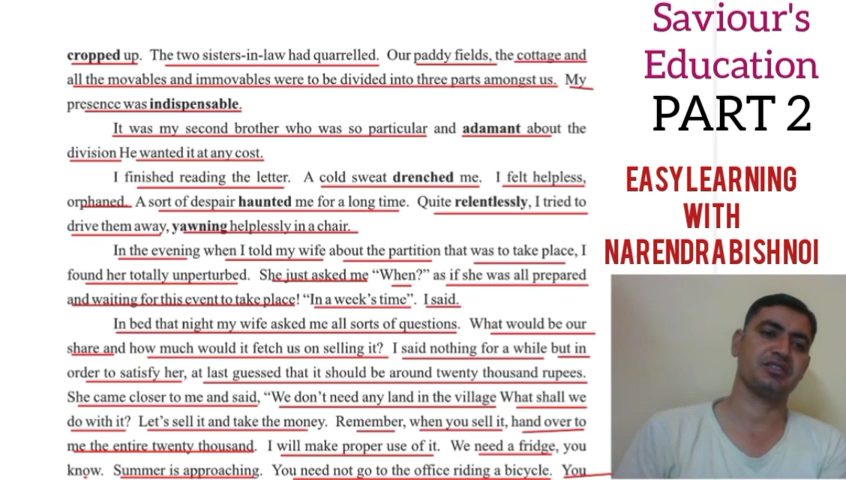 cropped up. The two sisters-in-law had quarrelled. Our paddy fields, the cottage and
all the movables and immovables were to be divided into three parts amongst us. My
presence was indispensable.
It was my second brother who was so particular and adamant about the
division He wanted it at any cost.
I finished reading the letter. A cold sweat drenched me. I felt helpless,
orphaned. A sort of despair haunted me for a long time. Quite relentlessly, I tried to
drive them away, yawning helplessly in a chair.
In the evening when I told my wife about the partition that was to take place, I
found her totally unperturbed. She just asked me “When?” as if she was all prepared
and waiting for this event to take place! “In a week’s time”. I said.
In bed that night my wife asked me all sorts of questions. What would be our
share and how much would it fetch us on selling it? I said nothing for a while but in
order to satisfy her, at last guessed that it should be around twenty thousand rupees.
She came closer to me and said, “We don’t need any land in the village What shall we
do with it? Let’s sell it and take the money. Remember, when you sell it, hand over to
me the entire twenty thousand. I will make proper use of it. We need a fridge, you
know. Summer is approaching. You need not go to the office riding a bicycle. You
Saviour's
Education
PART 2
EASY LEARNING
WITH
NARENDRA BISHNOI